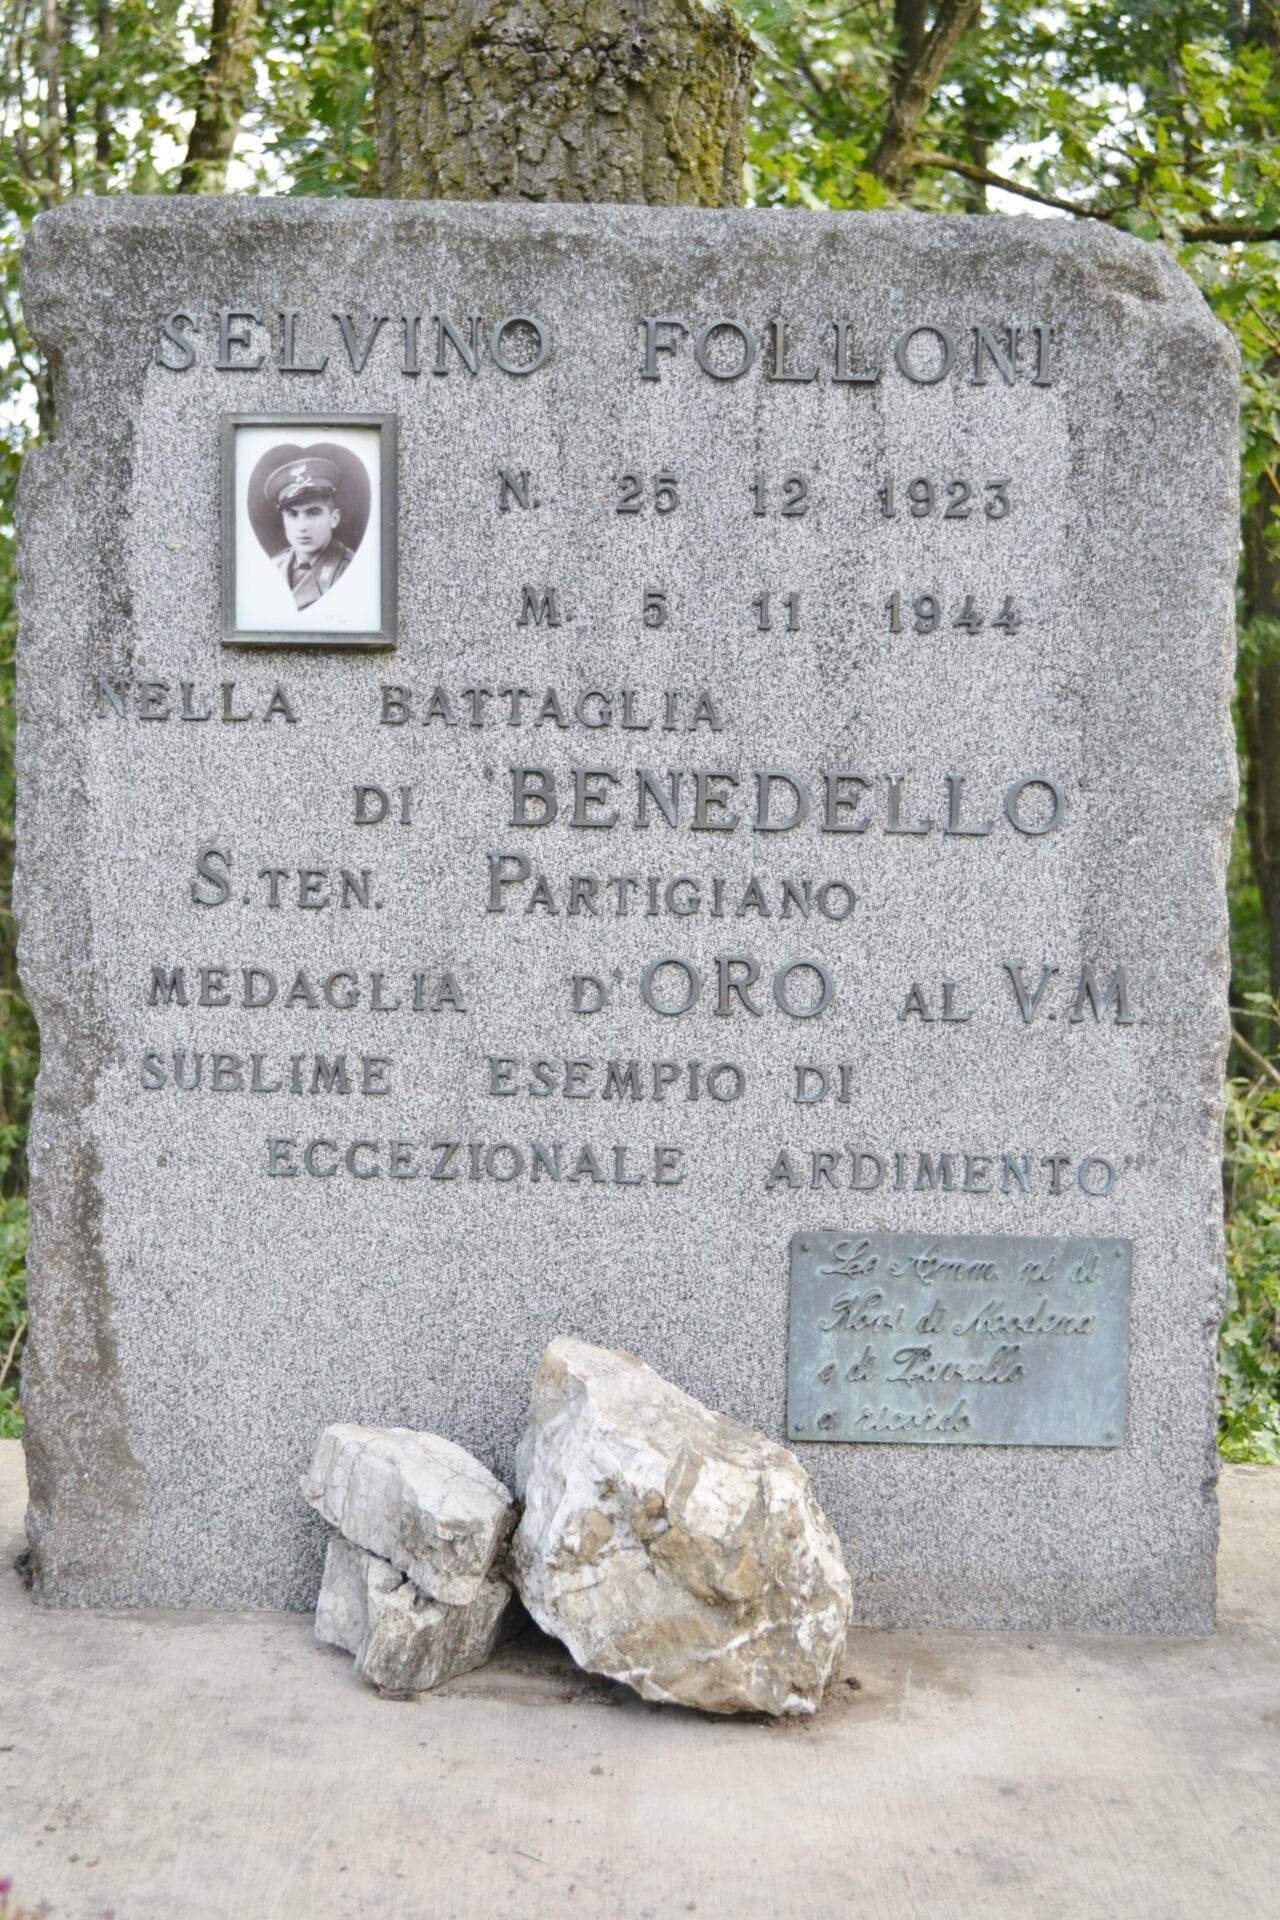 SELVINO FOLLONI
N. 25 12 1923
M. 5 11 1944
NELLA BATTAGLIA
DI "BENEDELLO"
S.TEN. PARTIGIANO
MEDAGLIA D'ORO AL V.M.
"SUBLIME ESEMPIO DI
ECCEZIONALE ARDIMENTO"
Le Amm. ni di
Novi di Modena
e di Pavullo
a ricordo